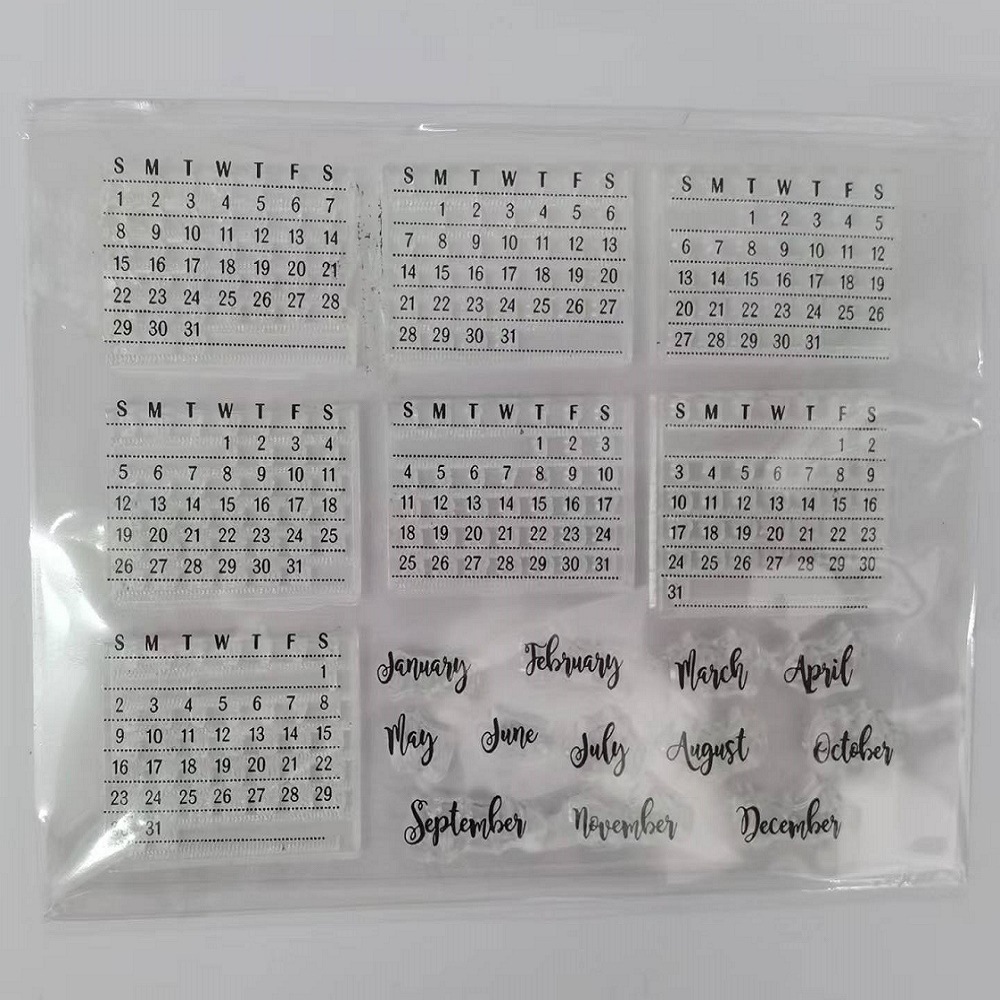 S M T W T F S
1 2 3 4 5 6 7
8 9 10 11 12 13 14
15 16 17 18 19 20 21
22 23 24 25 26 27 28
29 30 31
S M T W T F S
1 2 3 4 5 6
7 8 9 10 11 12 13
14 15 16 17 18 19 20
21 22 23 24 25 26 27
28 29 30 31
S M T W T F S
1 2 3 4 5
6 7 8 9 10 11 12
13 14 15 16 17 18 19
20 21 22 23 24 25 26
27 28 29 30 31
S M T W T F S
1 2 3 4
5 6 7 8 9 10 11
12 13 14 15 16 17 18
19 20 21 22 23 24 25
26 27 28 29 30 31
S M T W T F S
1 2 3
4 5 6 7 8 9 10
11 12 13 14 15 16 17
18 19 20 21 22 23 24
25 26 27 28 29 30 31
S M T W T F S
1 2
3 4 5 6 7 8 9
10 11 12 13 14 15 16
17 18 19 20 21 22 23
24 25 26 27 28 29 30
31
S M T W T F S
1
2 3 4 5 6 7 8
9 10 11 12 13 14 15
16 17 18 19 20 21 22
23 24 25 26 27 28 29
30 31
January February March April
May June July August October
September November December